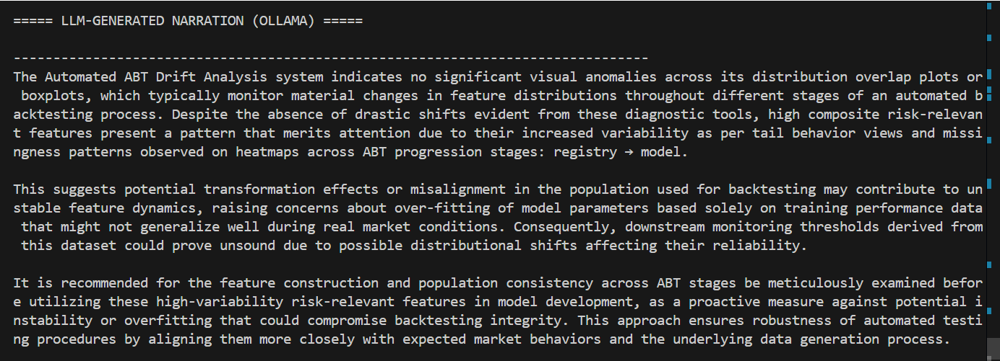 ===== LLM-GENERATED NARRATION (OLLAMA) =====
--------------------------------------------------------------------------------
The Automated ABT Drift Analysis system indicates no significant visual anomalies across its distribution overlap plots or
 boxplots, which typically monitor material changes in feature distributions throughout different stages of an automated b
acktesting process. Despite the absence of drastic shifts evident from these diagnostic tools, high composite risk-relevan
t features present a pattern that merits attention due to their increased variability as per tail behavior views and missi
ngness patterns observed on heatmaps across ABT progression stages: registry → model.
This suggests potential transformation effects or misalignment in the population used for backtesting may contribute to un
stable feature dynamics, raising concerns about over-fitting of model parameters based solely on training performance data
 that might not generalize well during real market conditions. Consequently, downstream monitoring thresholds derived from
 this dataset could prove unsound due to possible distributional shifts affecting their reliability.
It is recommended for the feature construction and population consistency across ABT stages be meticulously examined befor
e utilizing these high-variability risk-relevant features in model development, as a proactive measure against potential i
nstability or overfitting that could compromise backtesting integrity. This approach ensures robustness of automated testi
ng procedures by aligning them more closely with expected market behaviors and the underlying data generation process.